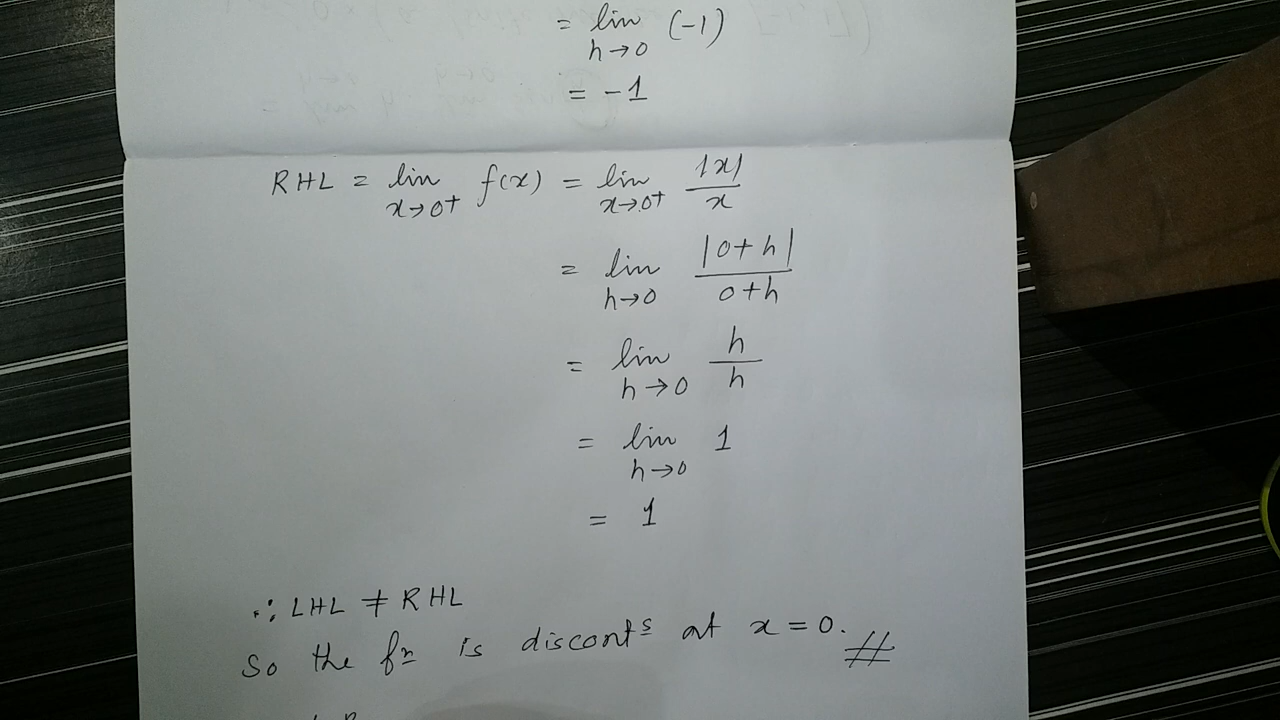 = lim (-1)
h→0
= -1
RHL = lim f(x) = lim |x|/x
x→0+ x→0+
= lim |0+h|/0+h
h→0
= lim h/h
h→0
= lim 1
h→0
= 1
∴ LHL ≠ RHL
So the fn is discontˢ at x = 0. #